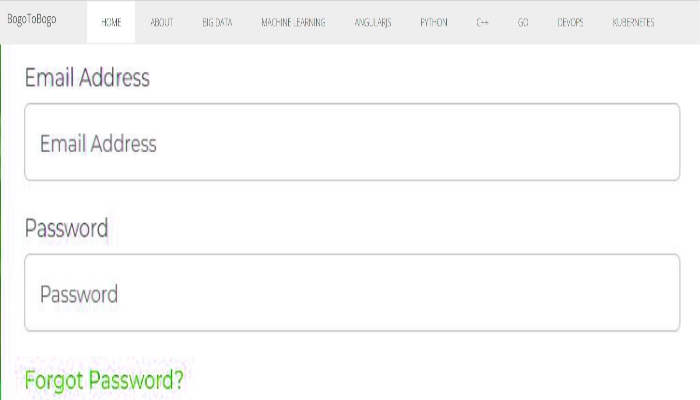 BogoToBogo HOME ABOUT BIG DATA MACHINE LEARNING ANGULARJS PYTHON C++ GO DEVOPS KUBERNETES
Email Address
Email Address
Password
Password
Forgot Password?